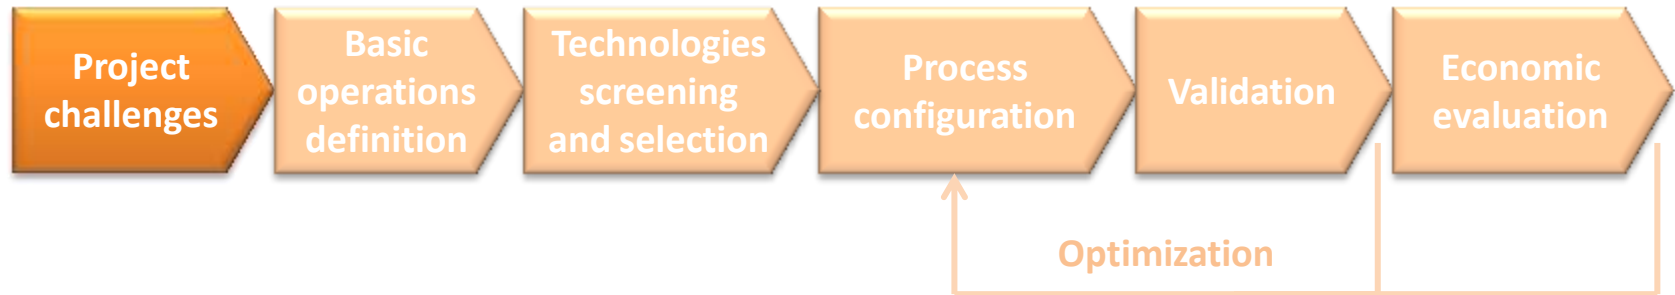 Project
challenges
Basic
operations
definition
Technologies
screening
and selection
Process
configuration
Validation
Economic
evaluation
Optimization